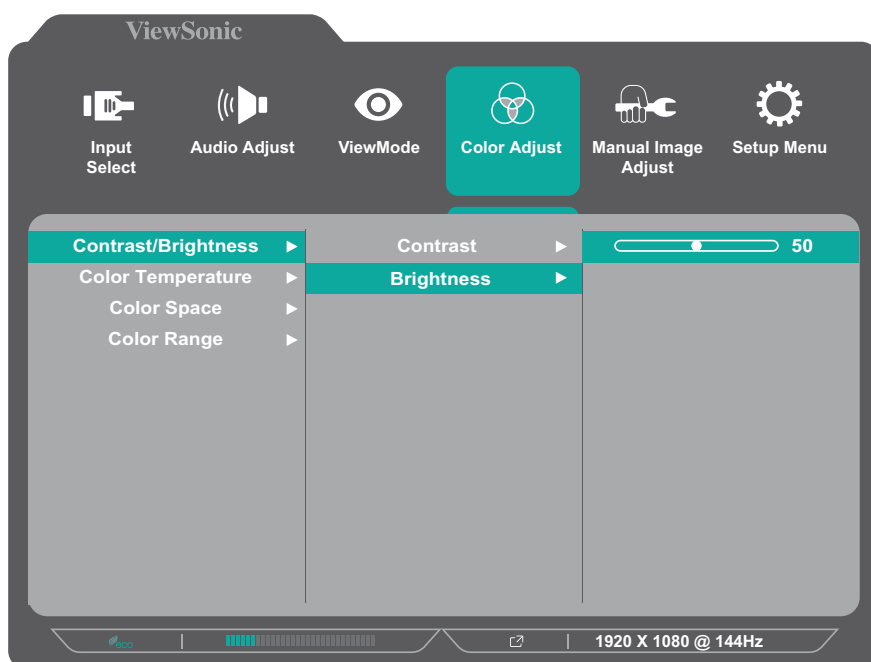 ViewSonic
Input Select
Audio Adjust
ViewMode
Color Adjust
Manual Image Adjust
Setup Menu
Contrast/Brightness
Contrast
50
Color Temperature
Brightness
Color Space
Color Range
eco
1920 X 1080 @ 144Hz